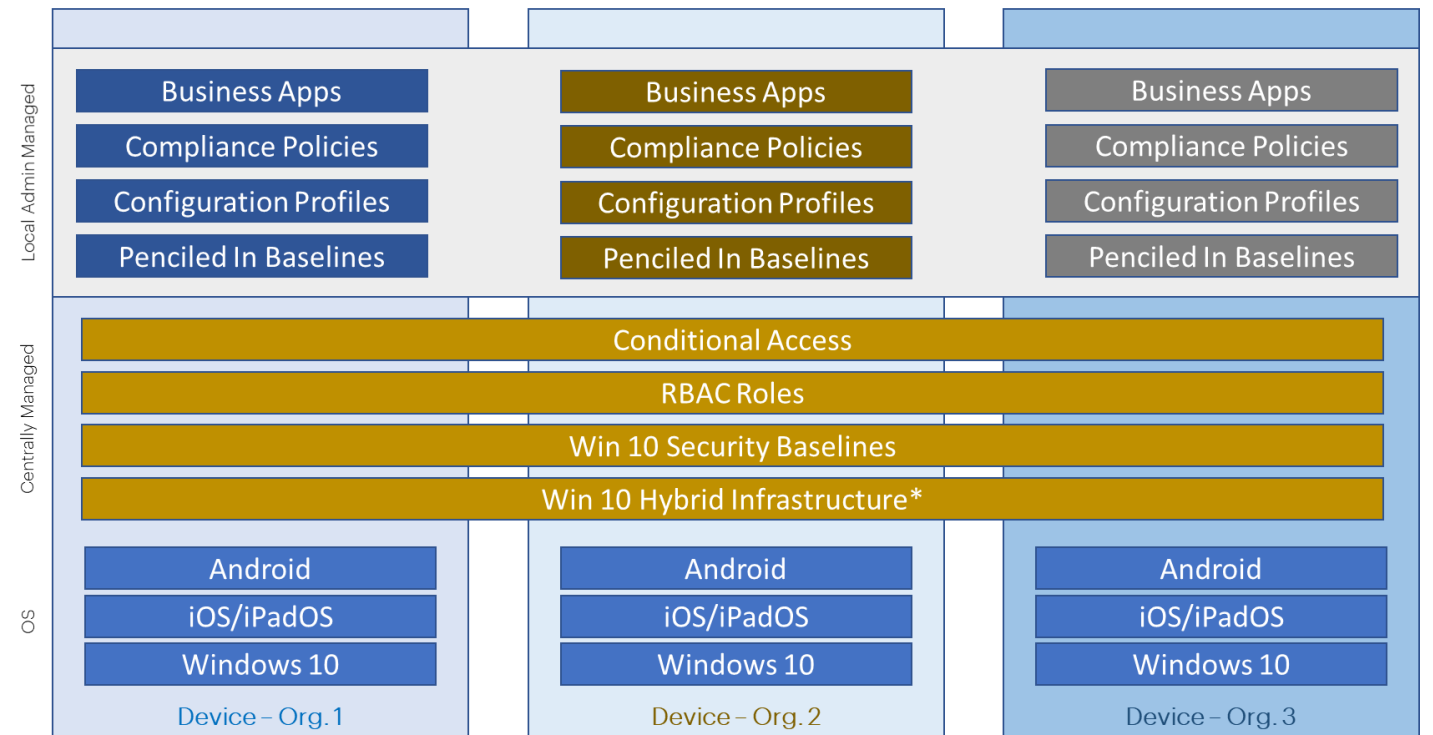 Local Admin Managed
Business Apps
Business Apps
Business Apps
Compliance Policies
Compliance Policies
Compliance Policies
Configuration Profiles
Configuration Profiles
Configuration Profiles
Penciled In Baselines
Penciled In Baselines
Penciled In Baselines
Centrally Managed
Conditional Access
RBAC Roles
Win 10 Security Baselines
Win 10 Hybrid Infrastructure*
OS
Android
Android
Android
iOS/iPadOS
iOS/iPadOS
iOS/iPadOS
Windows 10
Windows 10
Windows 10
Device – Org. 1
Device – Org. 2
Device – Org. 3